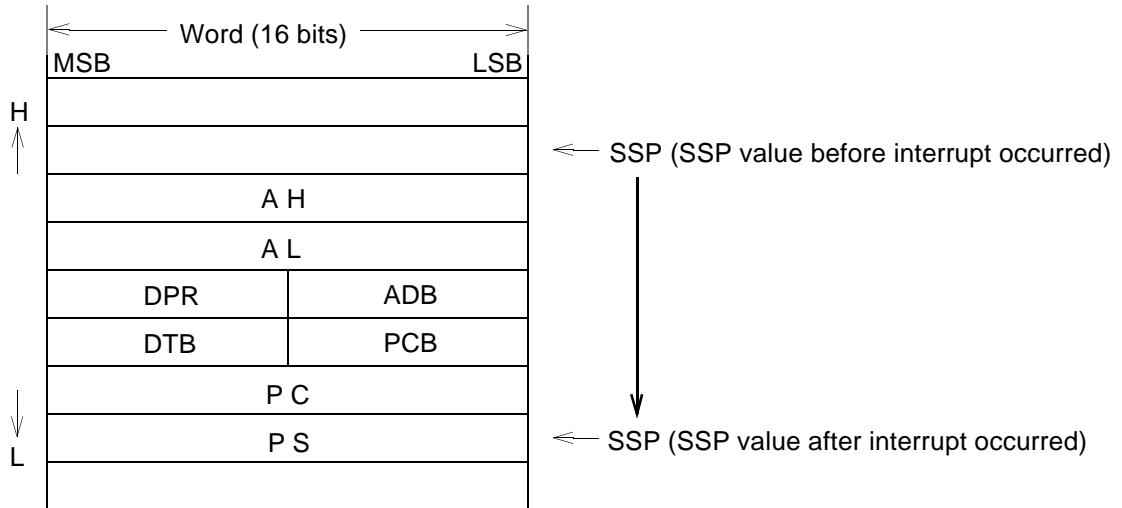 Word (16 bits)
MSB LSB
H
SSP (SSP value before interrupt occurred)
A H
A L
DPR ADB
DTB PCB
P C
P S
SSP (SSP value after interrupt occurred)
L